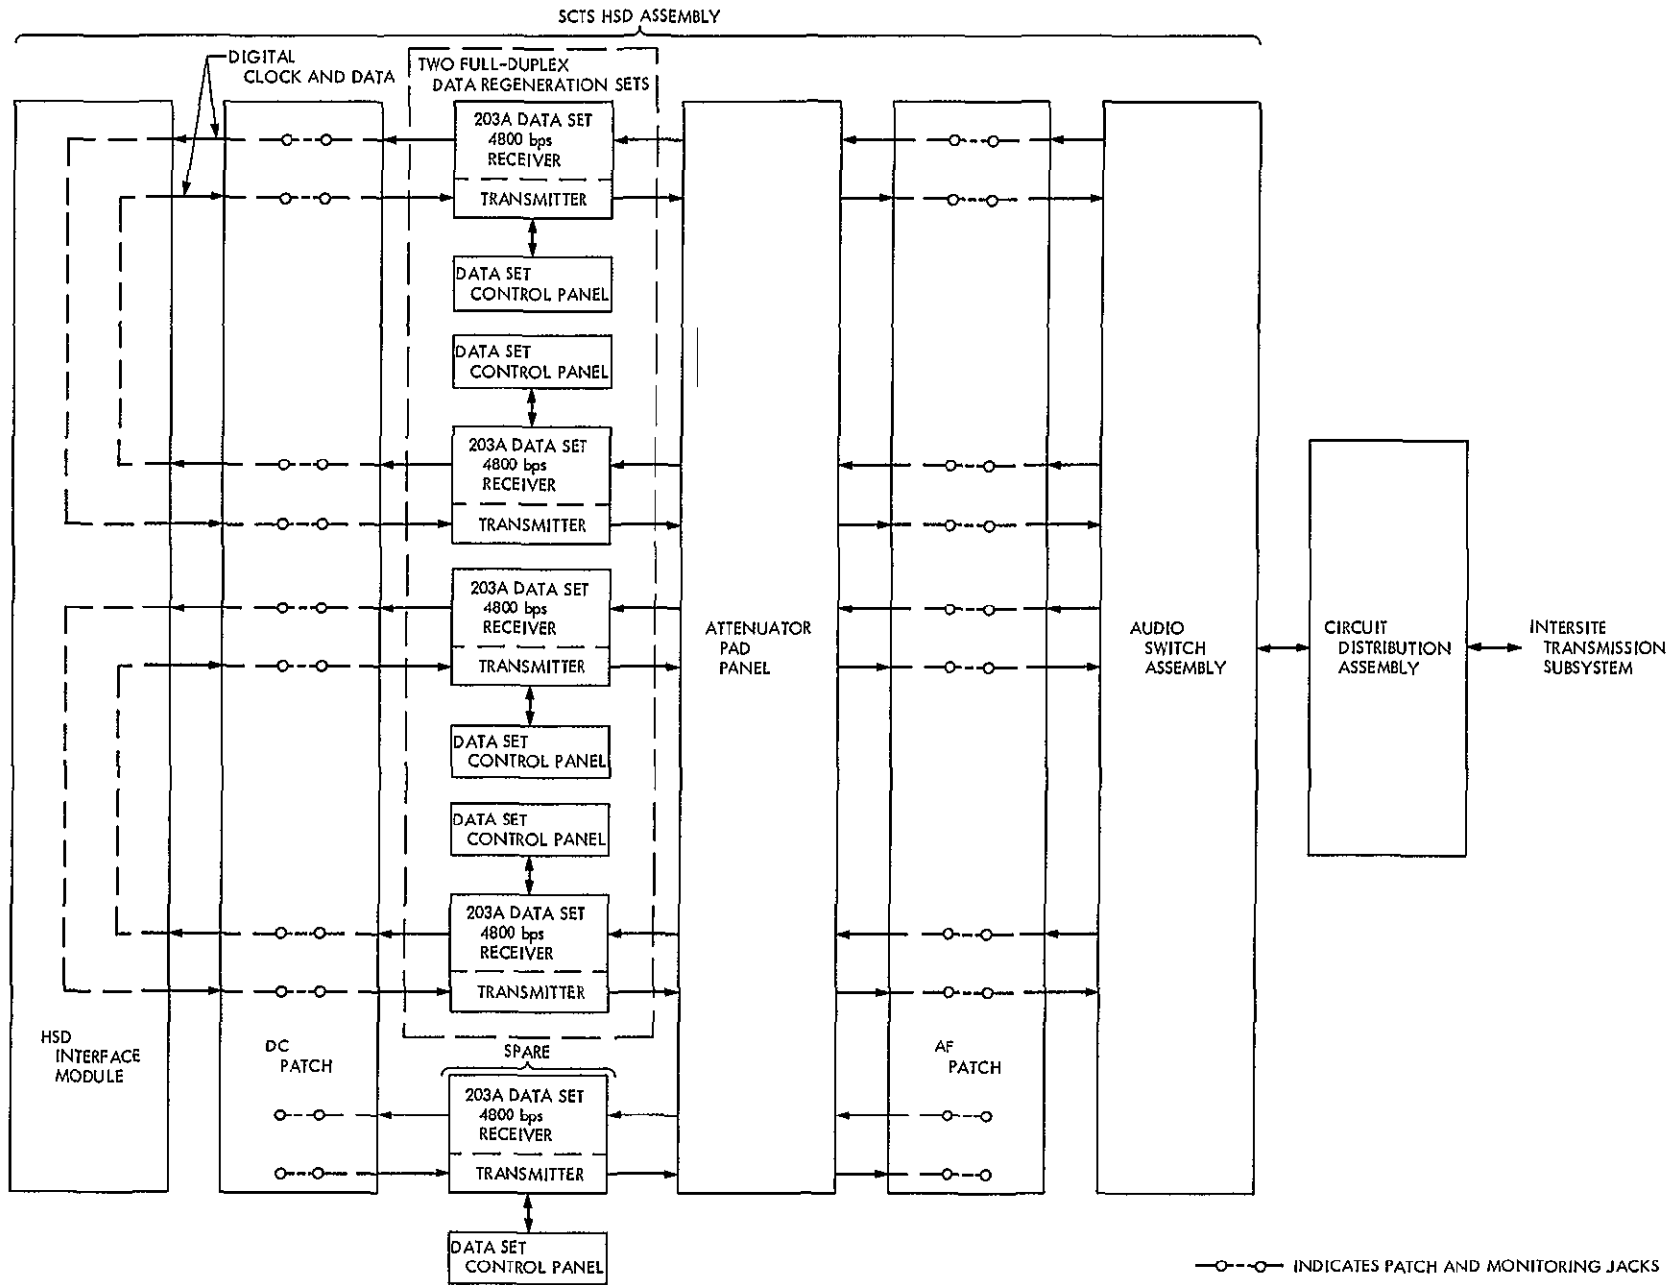 SCTS HSD ASSEMBLY
DIGITAL
CLOCK AND DATA
TWO FULL-DUPLEX
DATA REGENERATION SETS
203A DATA SET
4800 bps
RECEIVER
TRANSMITTER
DATA SET
CONTROL PANEL
DATA SET
CONTROL PANEL
203A DATA SET
4800 bps
RECEIVER
TRANSMITTER
203A DATA SET
4800 bps
RECEIVER
TRANSMITTER
DATA SET
CONTROL PANEL
DATA SET
CONTROL PANEL
203A DATA SET
4800 bps
RECEIVER
TRANSMITTER
SPARE
203A DATA SET
4800 bps
RECEIVER
TRANSMITTER
DATA SET
CONTROL PANEL
HSD
INTERFACE
MODULE
DC
PATCH
ATTENUATOR
PAD
PANEL
AF
PATCH
AUDIO
SWITCH
ASSEMBLY
CIRCUIT
DISTRIBUTION
ASSEMBLY
INTERSITE
TRANSMISSION
SUBSYSTEM
INDICATES PATCH AND MONITORING JACKS